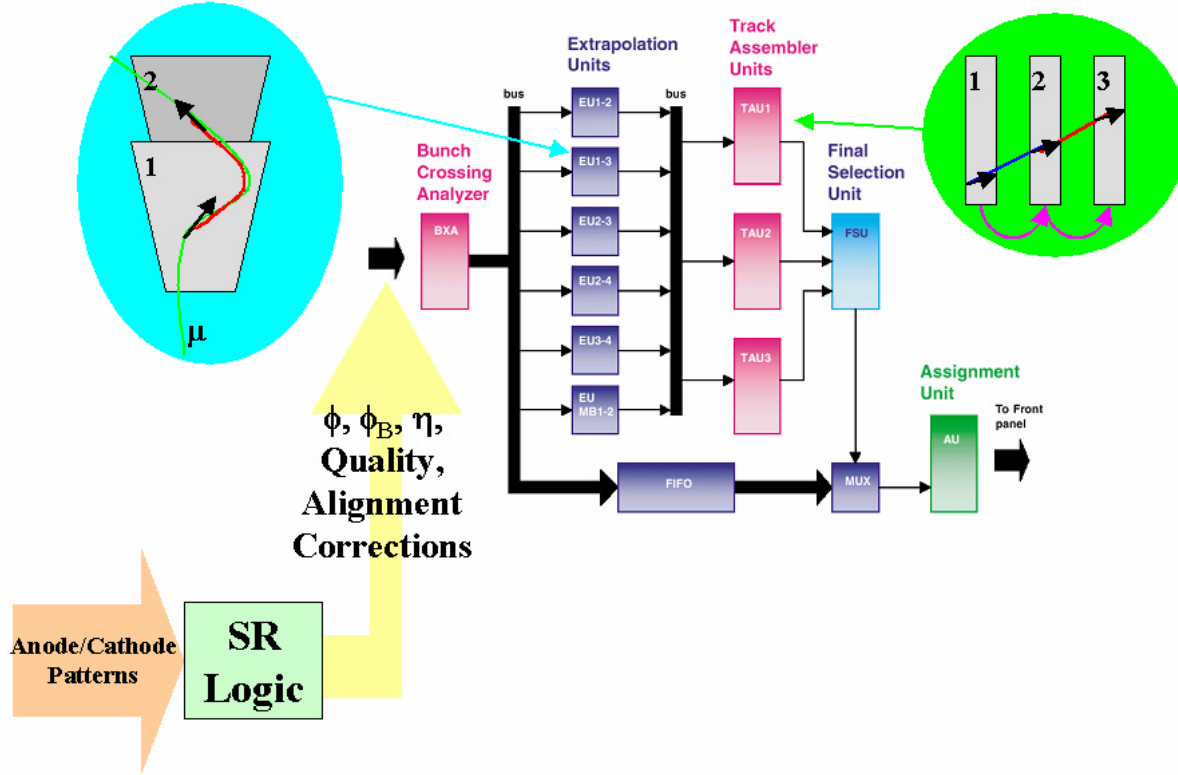 2
1
μ
Extrapolation
Units
Track
Assembler
Units
1 2 3
bus
bus
EU1-2
EU1-3
EU2-3
EU2-4
EU3-4
EU
MB1-2
TAU1
TAU2
TAU3
Bunch
Crossing
Analyzer
BXA
Final
Selection
Unit
FSU
Assignment
Unit
AU
To Front
panel
FIFO
MUX
ϕ, ϕB, η,
Quality,
Alignment
Corrections
Anode/Cathode
Patterns
SR
Logic